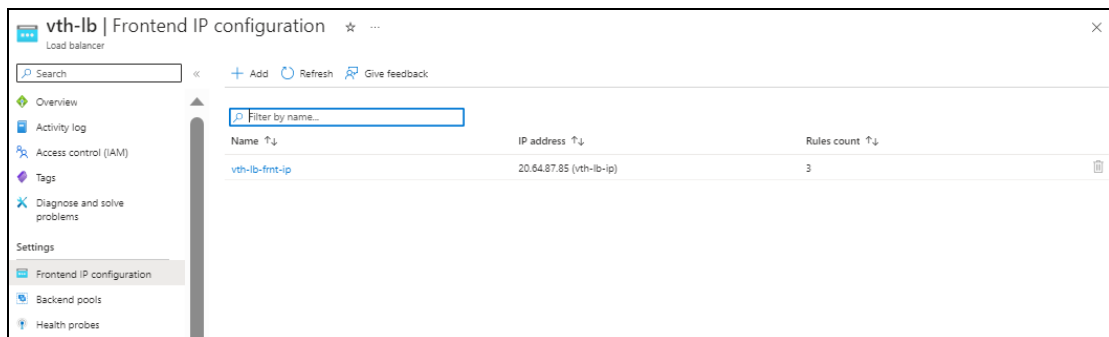 vth-lb | Frontend IP configuration
Load balancer
Search
Add Refresh Give feedback
Overview
Activity log
Access control (IAM)
Tags
Diagnose and solve
problems
Settings
Frontend IP configuration
Backend pools
Health probes
Filter by name...
Name ↑↓ IP address ↑↓ Rules count ↑↓
vth-lb-frnt-ip 20.64.87.85 (vth-lb-ip) 3